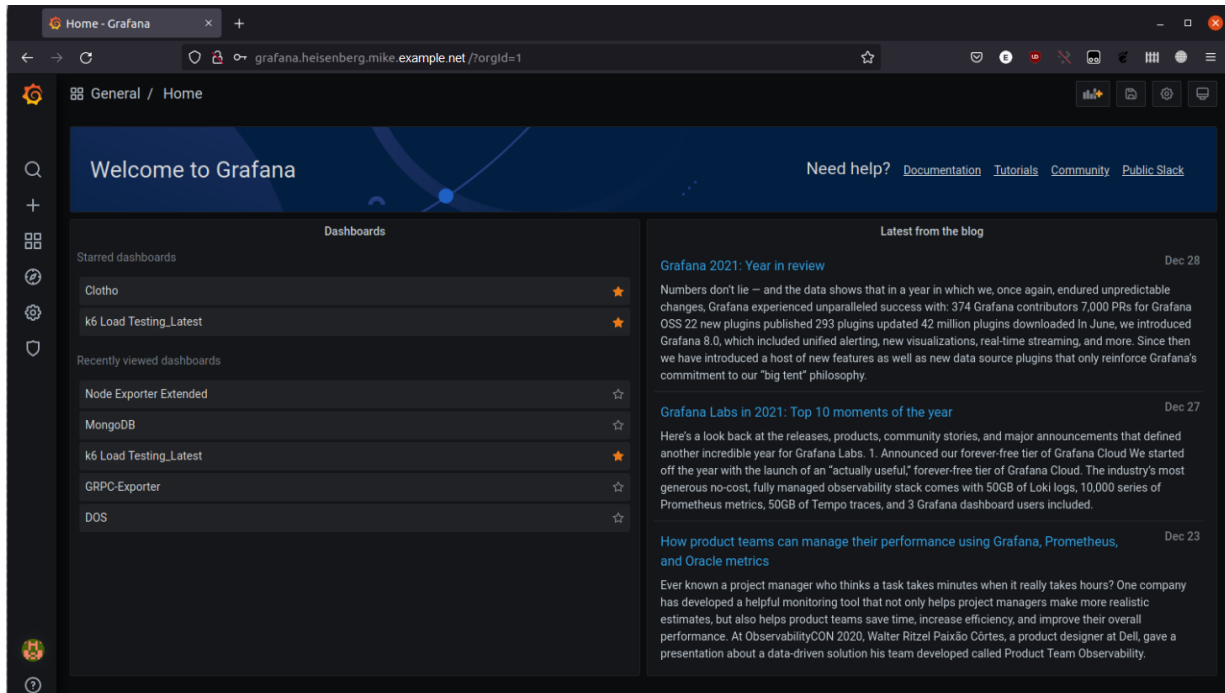 Home - Grafana
grafana.heisenberg.mike.example.net /?orgId=1
General / Home
Welcome to Grafana
Need help? Documentation Tutorials Community Public Slack
Dashboards
Starred dashboards
Clotho
k6 Load Testing_Latest
Recently viewed dashboards
Node Exporter Extended
MongoDB
k6 Load Testing_Latest
GRPC-Exporter
DOS
Latest from the blog
Grafana 2021: Year in review
Dec 28
Numbers don't lie — and the data shows that in a year in which we, once again, endured unpredictable
changes, Grafana experienced unparalleled success with: 374 Grafana contributors 7,000 PRs for Grafana
OSS 22 new plugins published 293 plugins updated 42 million plugins downloaded In June, we introduced
Grafana 8.0, which included unified alerting, new visualizations, real-time streaming, and more. Since then
we have introduced a host of new features as well as new data source plugins that only reinforce Grafana's
commitment to our “big tent” philosophy.
Grafana Labs in 2021: Top 10 moments of the year
Dec 27
Here's a look back at the releases, products, community stories, and major announcements that defined
another incredible year for Grafana Labs. 1. Announced our forever-free tier of Grafana Cloud We started
off the year with the launch of an “actually useful,” forever-free tier of Grafana Cloud. The industry's most
generous no-cost, fully managed observability stack comes with 50GB of Loki logs, 10,000 series of
Prometheus metrics, 50GB of Tempo traces, and 3 Grafana dashboard users included.
How product teams can manage their performance using Grafana, Prometheus,
and Oracle metrics
Dec 23
Ever known a project manager who thinks a task takes minutes when it really takes hours? One company
has developed a helpful monitoring tool that not only helps project managers make more realistic
estimates, but also helps product teams save time, increase efficiency, and improve their overall
performance. At ObservabilityCON 2020, Walter Ritzel Paixão Côrtes, a product designer at Dell, gave a
presentation about a data-driven solution his team developed called Product Team Observability.